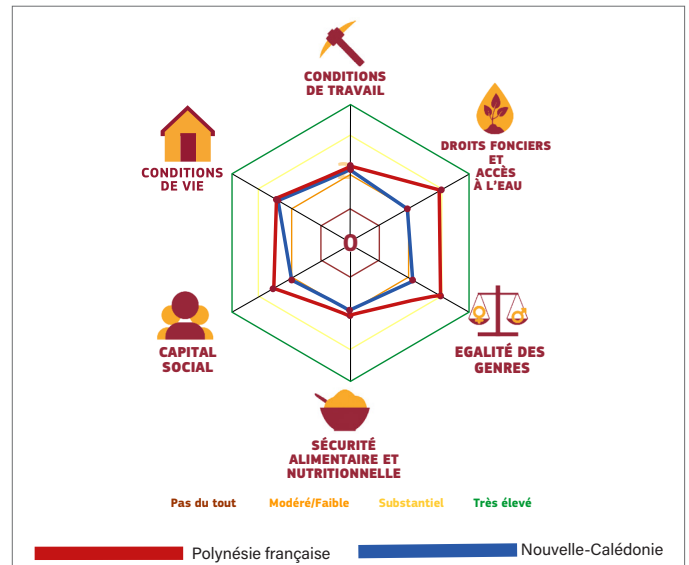 CONDITIONS
DE TRAVAIL
DROITS FONCIERS
ET
ACCÈS
À L'EAU
CONDITIONS
DE VIE
0
CAPITAL
SOCIAL
EGALITÉ DES
GENRES
SÉCURITÉ
ALIMENTAIRE ET
NUTRITIONNELLE
Pas du tout Modéré/Faible Substantiel Très élevé
Polynésie française Nouvelle-Calédonie